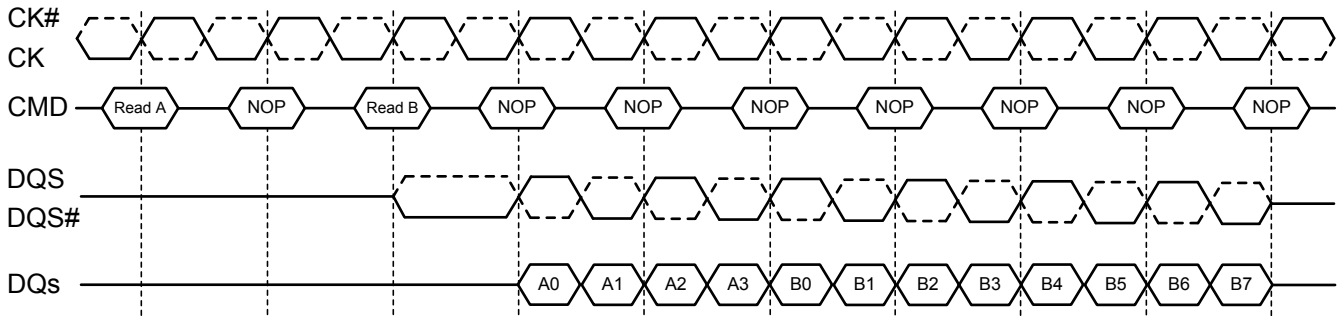 CK#
CK
CMD Read A NOP Read B NOP NOP NOP NOP NOP NOP NOP
DQS
DQS#
DQs A0 A1 A2 A3 B0 B1 B2 B3 B4 B5 B6 B7